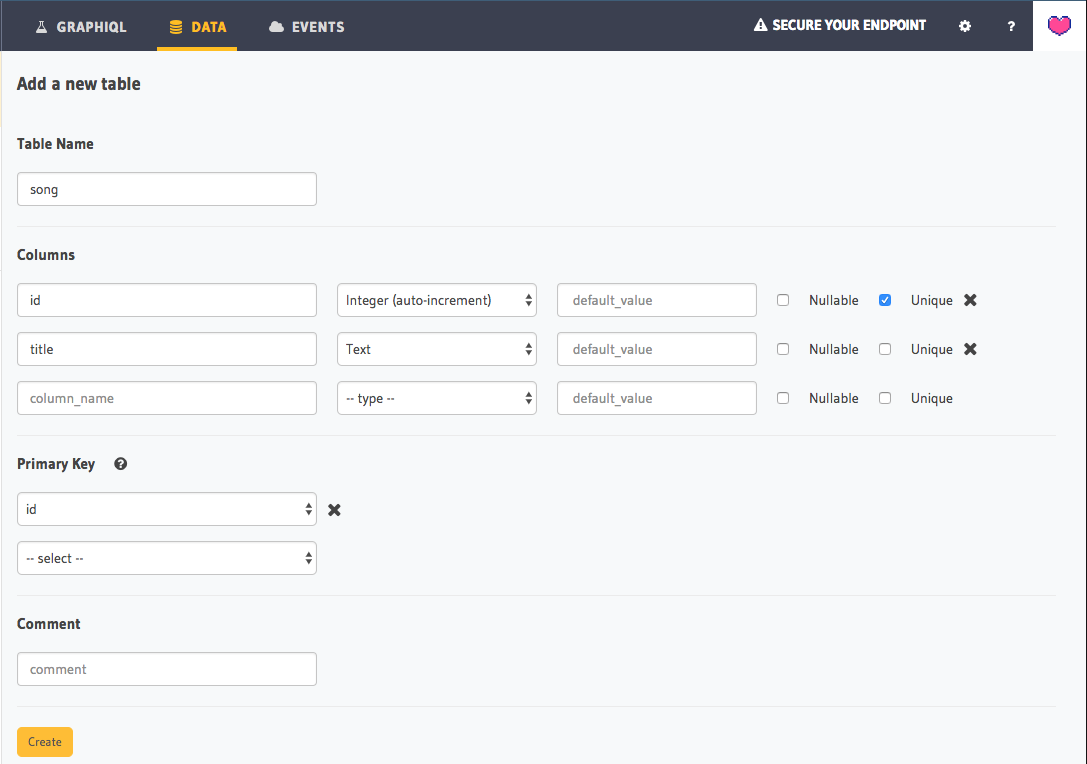 GRAPHIQL DATA EVENTS SECURE YOUR ENDPOINT ?
Add a new table
Table Name
song
Columns
id Integer (auto-increment) default_value Nullable Unique
title Text default_value Nullable Unique
column_name -- type -- default_value Nullable Unique
Primary Key ?
id
-- select --
Comment
comment
Create